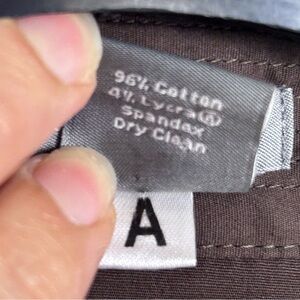 96% Cotton
4% Lycra®
Spandex
Dry Clean
A